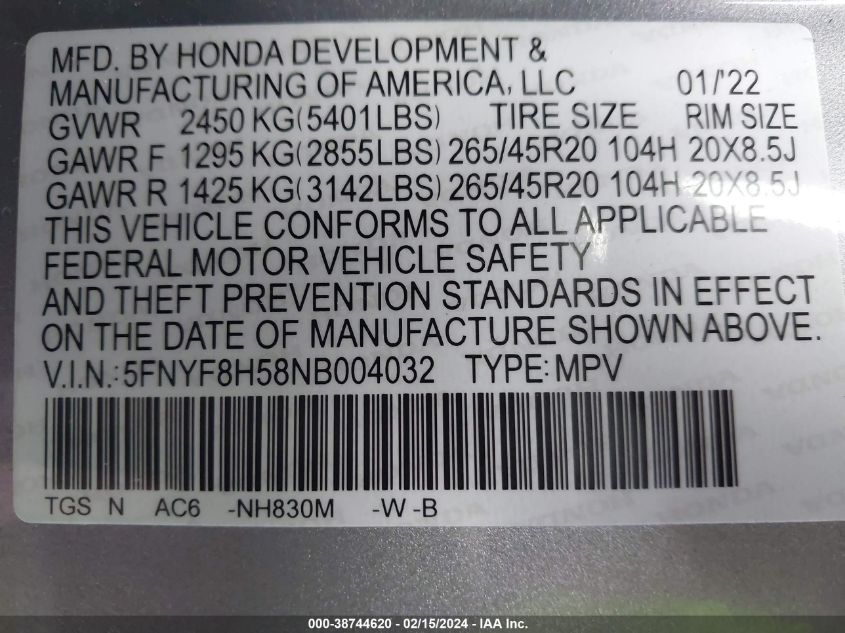 MFD. BY HONDA DEVELOPMENT &
MANUFACTURING OF AMERICA, LLC 01/'22
GVWR 2450 KG(5401LBS) TIRE SIZE RIM SIZE
GAWR F 1295 KG(2855LBS) 265/45R20 104H 20X8.5J
GAWR R 1425 KG(3142LBS) 265/45R20 104H 20X8.5J
THIS VEHICLE CONFORMS TO ALL APPLICABLE
FEDERAL MOTOR VEHICLE SAFETY
AND THEFT PREVENTION STANDARDS IN EFFECT
ON THE DATE OF MANUFACTURE SHOWN ABOVE.
V.I.N.: 5FNYF8H58NB004032 TYPE: MPV
TGS N AC6 -NH830M -W -B
000-38744620 - 02/15/2024 - IAA Inc.